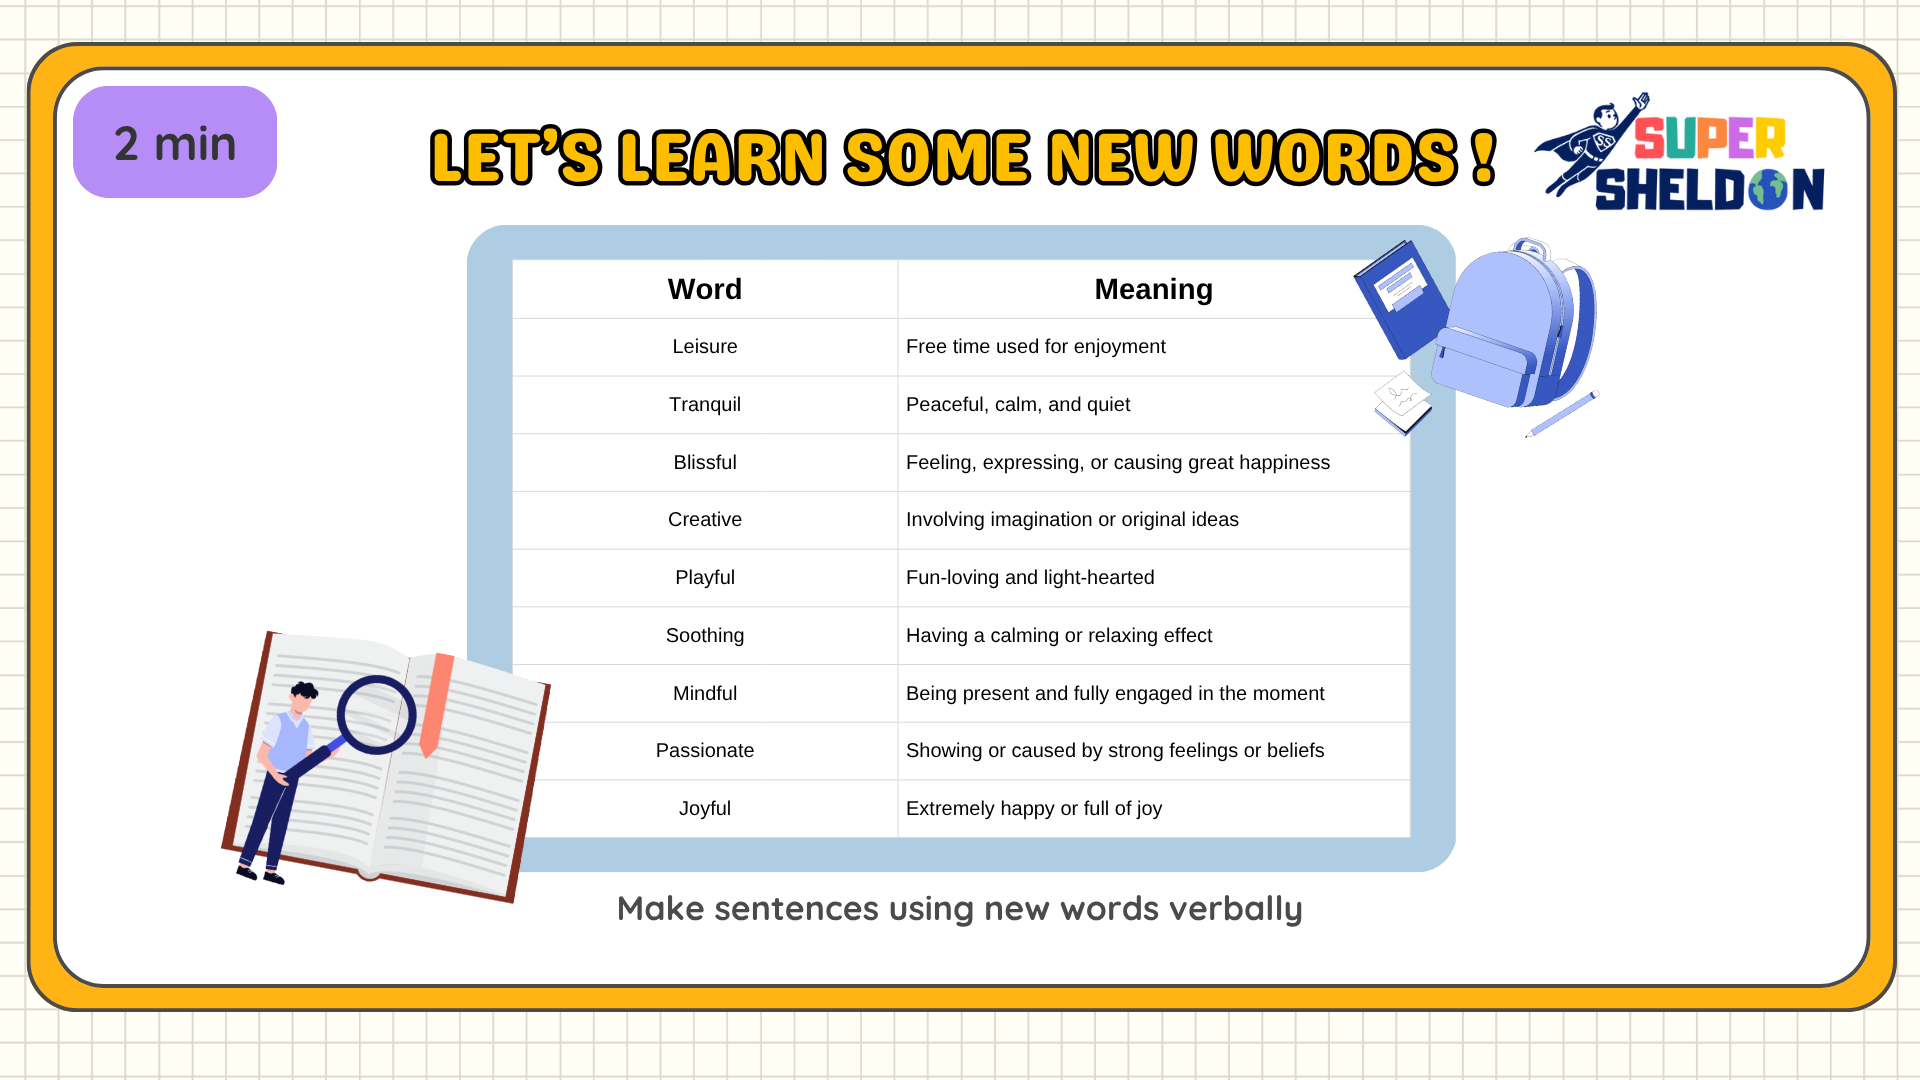 2 min
LET'S LEARN SOME NEW WORDS !
SUPER
SHELDON
SS
Word Meaning
Leisure Free time used for enjoyment
Tranquil Peaceful, calm, and quiet
Blissful Feeling, expressing, or causing great happiness
Creative Involving imagination or original ideas
Playful Fun-loving and light-hearted
Soothing Having a calming or relaxing effect
Mindful Being present and fully engaged in the moment
Passionate Showing or caused by strong feelings or beliefs
Joyful Extremely happy or full of joy
Make sentences using new words verbally